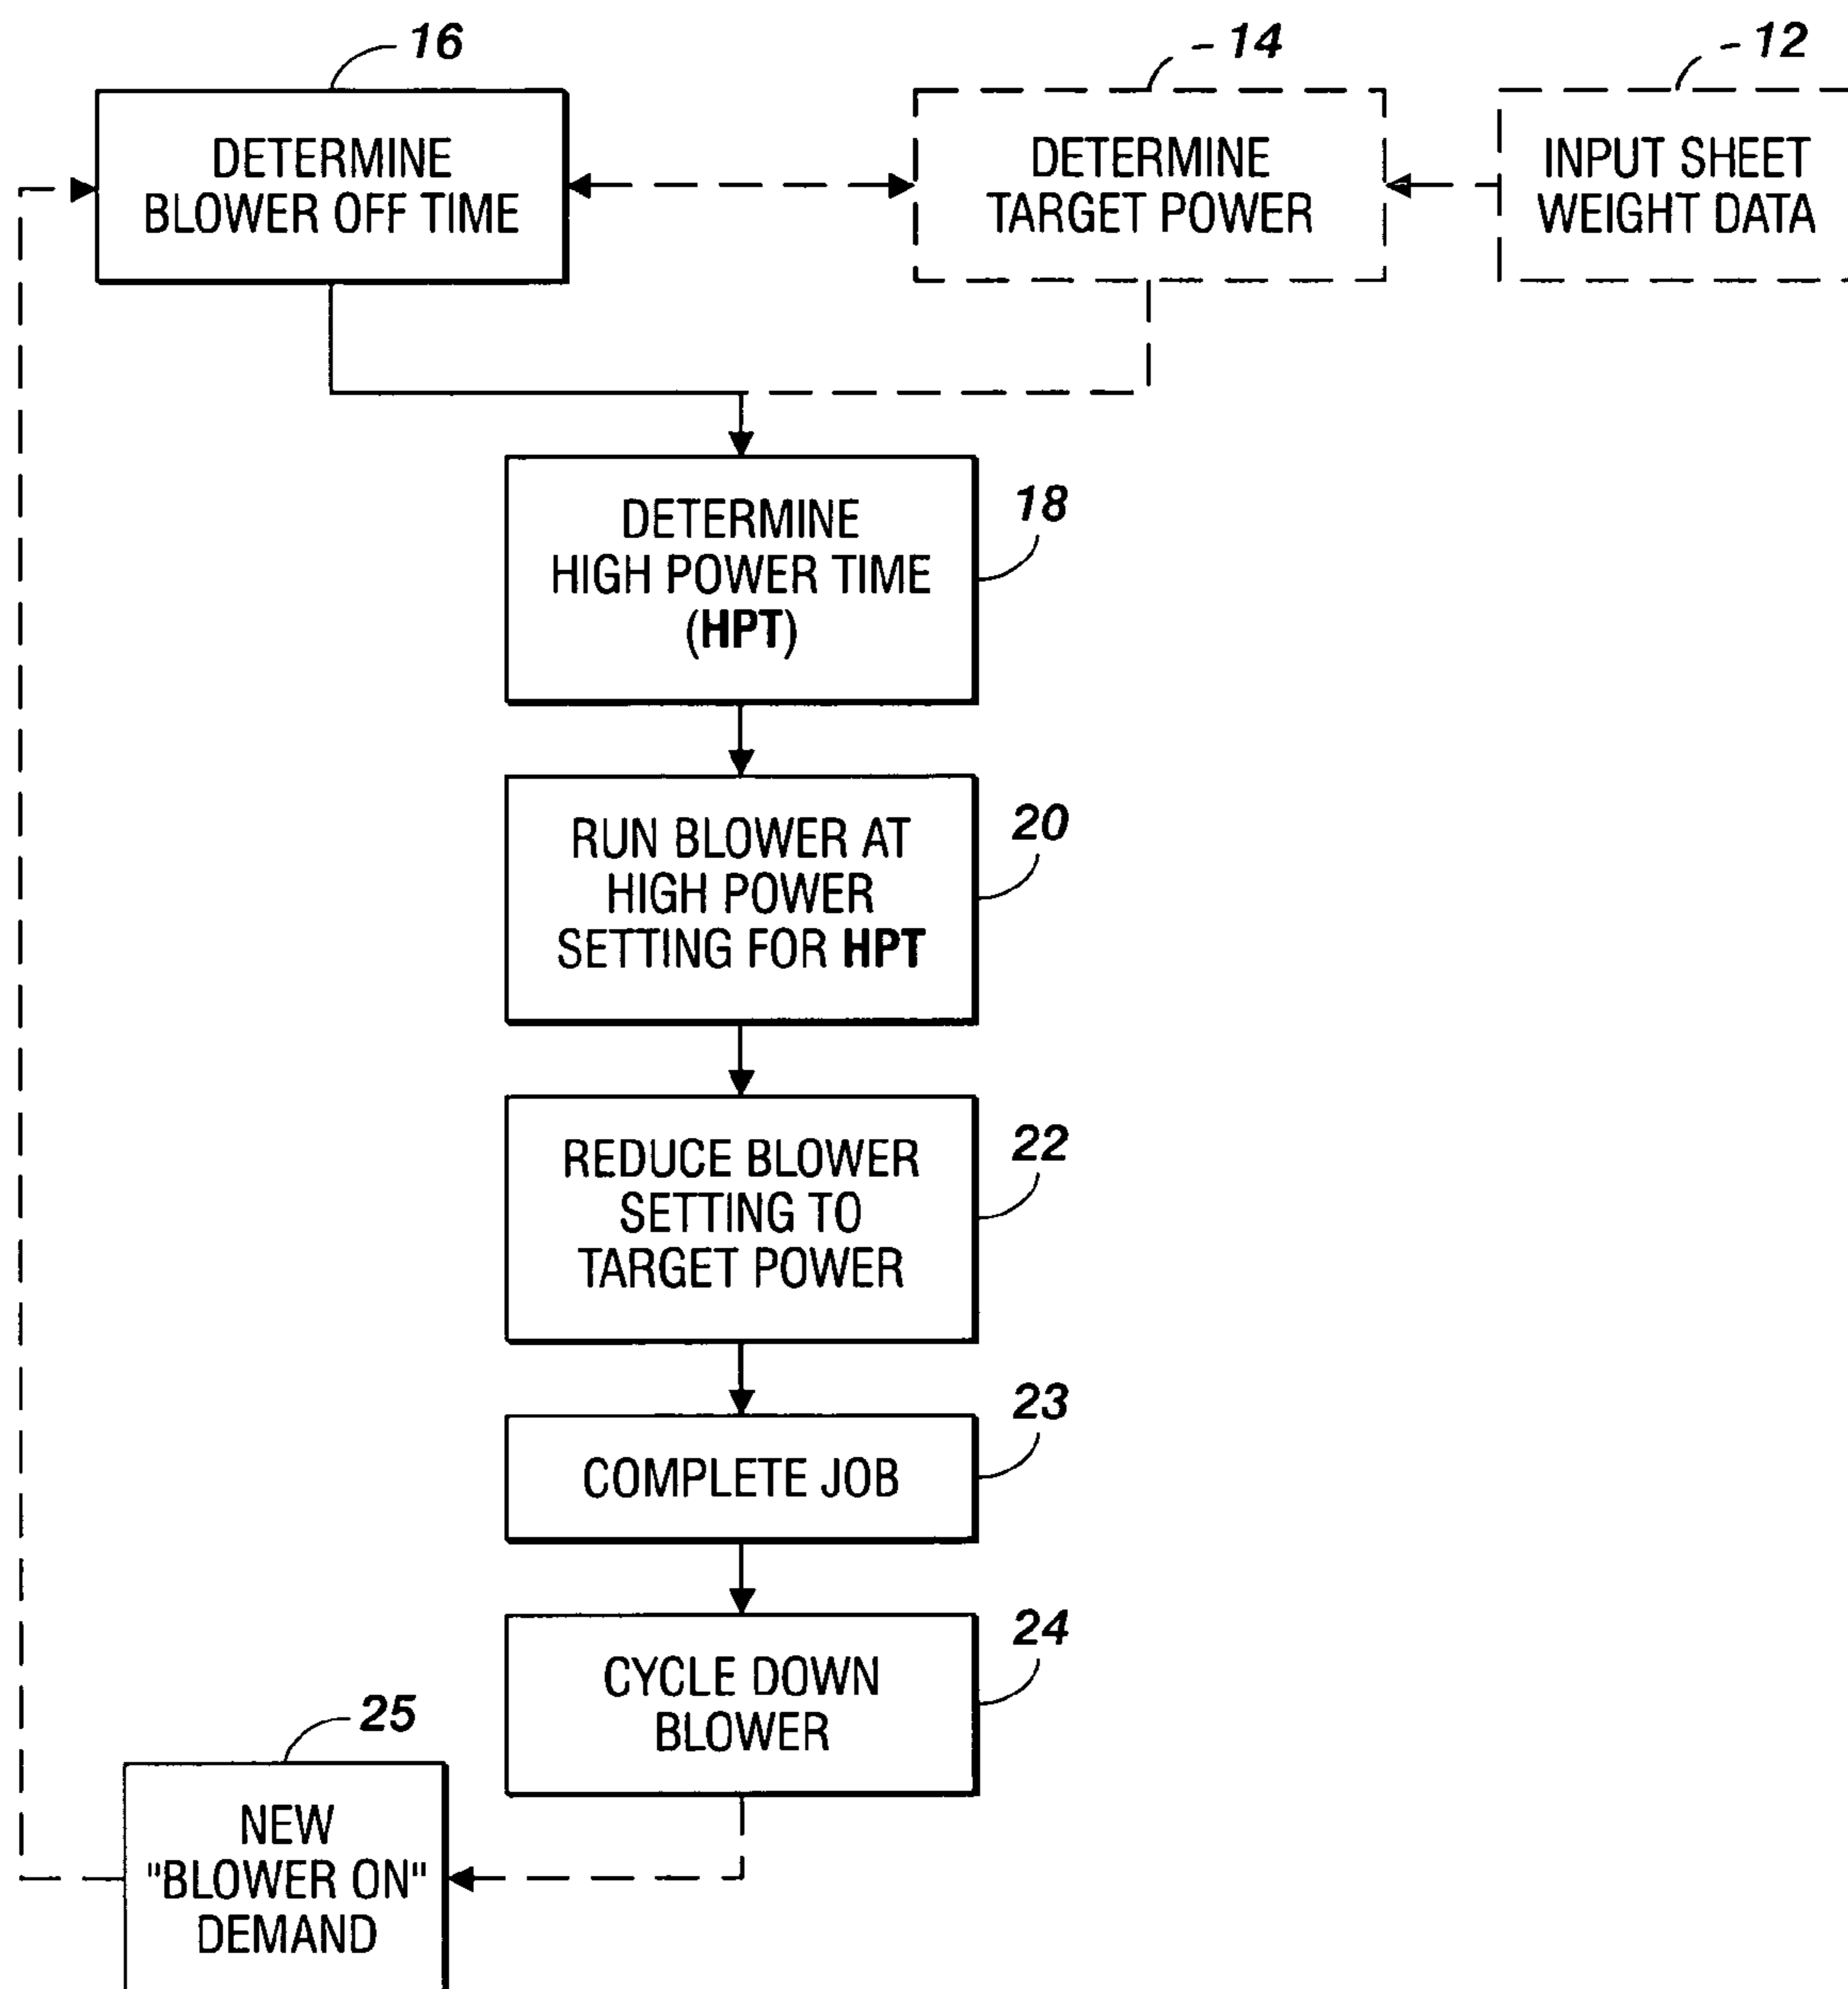 16
DETERMINE
BLOWER OFF TIME
14
DETERMINE
TARGET POWER
12
INPUT SHEET
WEIGHT DATA
18
DETERMINE
HIGH POWER TIME
(HPT)
20
RUN BLOWER AT
HIGH POWER
SETTING FOR HPT
22
REDUCE BLOWER
SETTING TO
TARGET POWER
23
COMPLETE JOB
24
CYCLE DOWN
BLOWER
25
NEW
"BLOWER ON"
DEMAND